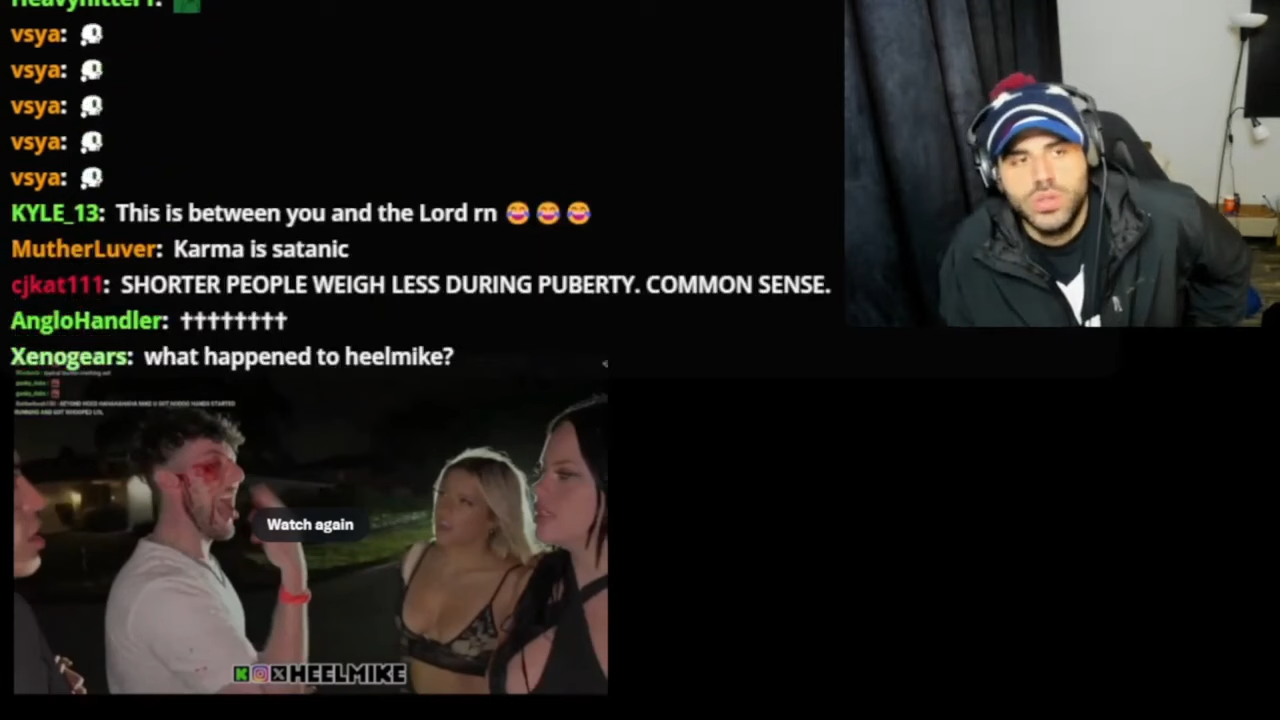 Heavyhitter1:
vsya:
vsya:
vsya:
vsya:
vsya:
KYLE_13: This is between you and the Lord rn 😂 😂 😂
MutherLuver: Karma is satanic
cjkat111: SHORTER PEOPLE WEIGH LESS DURING PUBERTY. COMMON SENSE.
AngloHandler: ††††††††
Xenogears: what happened to heelmike?
Watch again
K X HEELMIKE